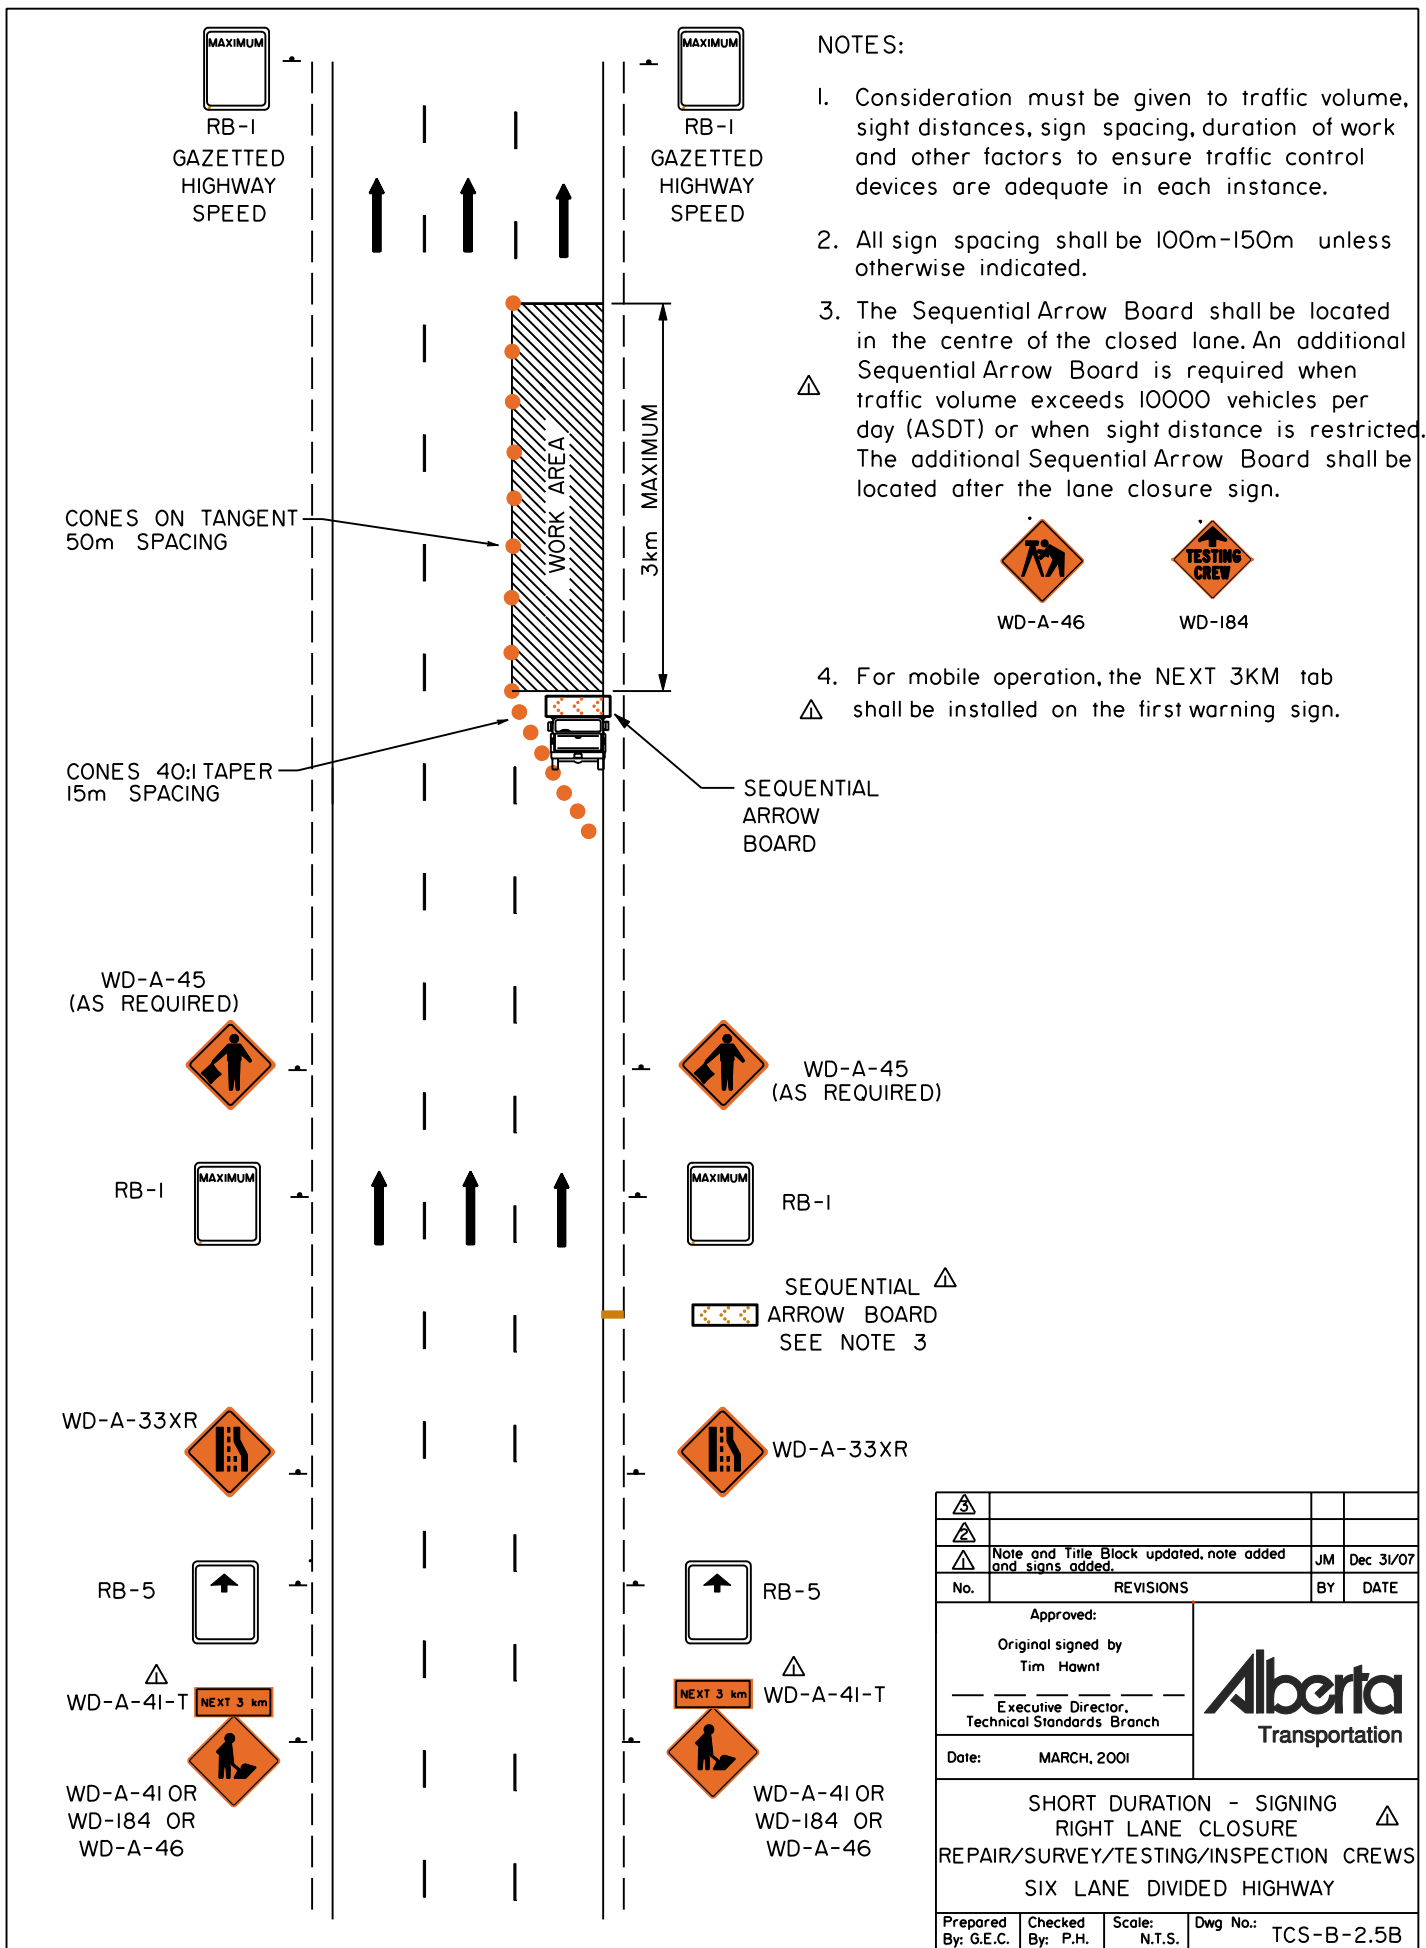 MAXIMUM
RB-1
GAZETTED
HIGHWAY
SPEED
MAXIMUM
RB-1
GAZETTED
HIGHWAY
SPEED
NOTES:
1. Consideration must be given to traffic volume,
sight distances, sign spacing, duration of work
and other factors to ensure traffic control
devices are adequate in each instance.
2. All sign spacing shall be 100m-150m unless
otherwise indicated.
3. The Sequential Arrow Board shall be located
in the centre of the closed lane. An additional
Sequential Arrow Board is required when
1
traffic volume exceeds 10000 vehicles per
day (ASDT) or when sight distance is restricted.
The additional Sequential Arrow Board shall be
located after the lane closure sign.
TESTING
CREW
WD-A-46
WD-184
4. For mobile operation, the NEXT 3KM tab
1
shall be installed on the first warning sign.
WORK AREA
3km MAXIMUM
CONES ON TANGENT
50m SPACING
CONES 40:1 TAPER
15m SPACING
SEQUENTIAL
ARROW
BOARD
WD-A-45
(AS REQUIRED)
WD-A-45
(AS REQUIRED)
RB-1
MAXIMUM
MAXIMUM
RB-1
SEQUENTIAL 1
ARROW BOARD
SEE NOTE 3
WD-A-33XR
WD-A-33XR
RB-5
RB-5
1
WD-A-41-T
NEXT 3 km
NEXT 3 km
1
WD-A-41-T
WD-A-41 OR
WD-184 OR
WD-A-46
WD-A-41 OR
WD-184 OR
WD-A-46
3
2
1 Note and Title Block updated, note added
and signs added.
JM Dec 31/07
No. REVISIONS BY DATE
Approved:
Original signed by
Tim Hawnt
Executive Director,
Technical Standards Branch
Date: MARCH, 2001
Alberta
Transportation
SHORT DURATION - SIGNING
1
RIGHT LANE CLOSURE
REPAIR/SURVEY/TESTING/INSPECTION CREWS
SIX LANE DIVIDED HIGHWAY
Prepared
By: G.E.C.
Checked
By: P.H.
Scale:
N.T.S.
Dwg No.: TCS-B-2.5B